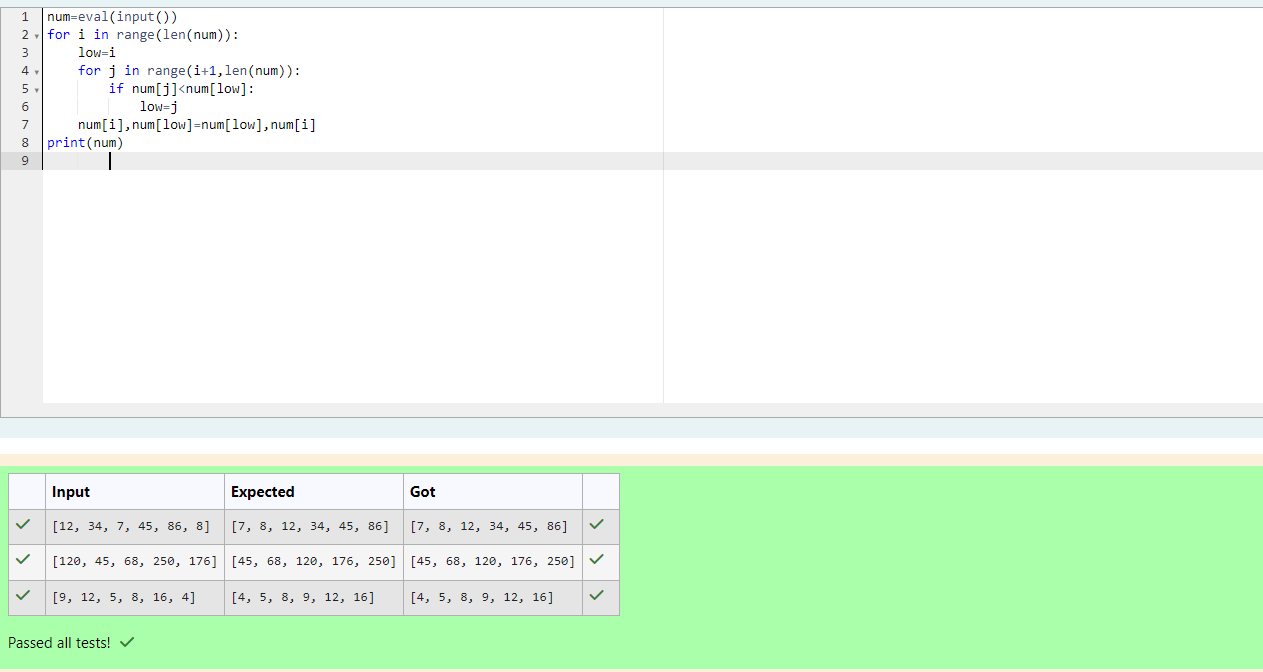 1 num=eval(input())
2 for i in range(len(num)):
3     low=i
4     for j in range(i+1,len(num)):
5         if num[j]<num[low]:
6             low=j
7     num[i],num[low]=num[low],num[i]
8 print(num)
9
Input Expected Got
[12, 34, 7, 45, 86, 8] [7, 8, 12, 34, 45, 86] [7, 8, 12, 34, 45, 86]
[120, 45, 68, 250, 176] [45, 68, 120, 176, 250] [45, 68, 120, 176, 250]
[9, 12, 5, 8, 16, 4] [4, 5, 8, 9, 12, 16] [4, 5, 8, 9, 12, 16]
Passed all tests!